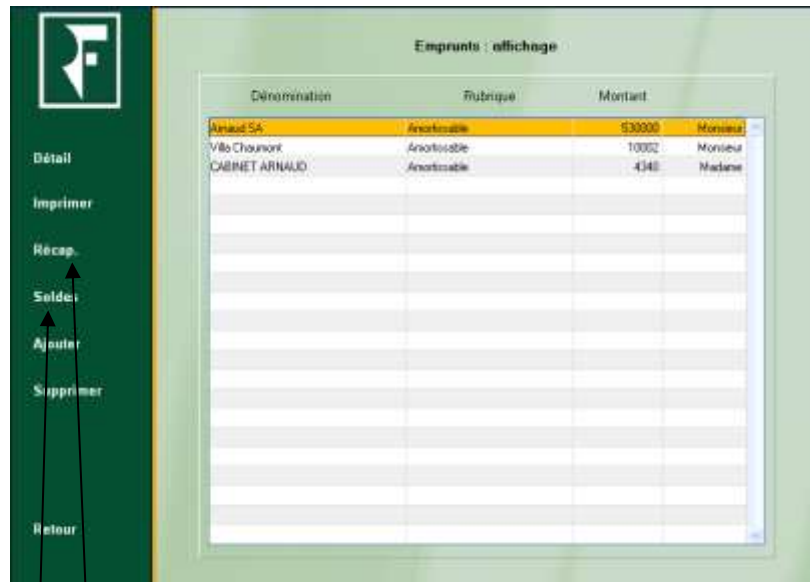 Emprunts : affichage
Dénomination Rubrique Montant
Arnaud SA Amortissable 530000 Monsieur
Villa Chaumont Amortissable 10002 Monsieur
CABINET ARNAUD Amortissable 4340 Madame
Détail
Imprimer
Récap.
Soldes
Ajouter
Supprimer
Retour